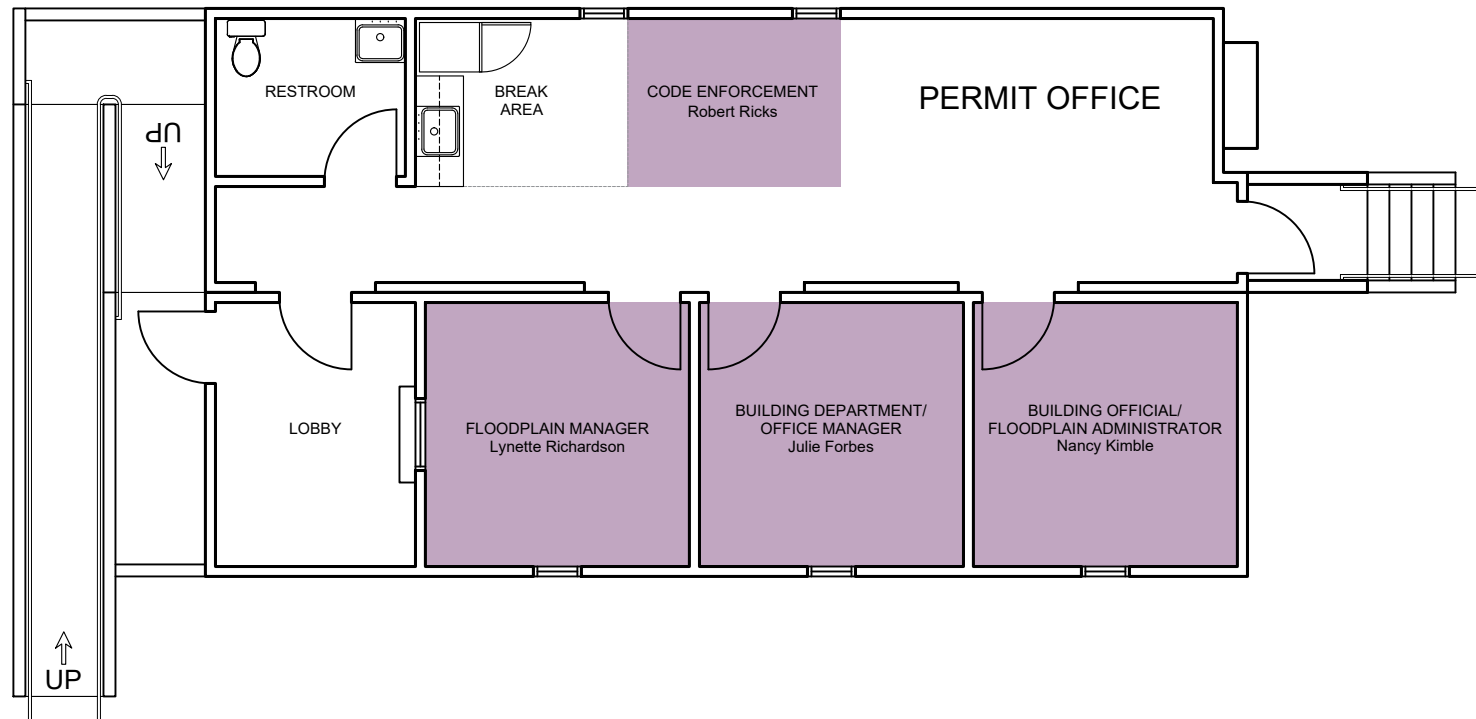 RESTROOM
BREAK
AREA
CODE ENFORCEMENT
Robert Ricks
PERMIT OFFICE
UP
LOBBY
FLOODPLAIN MANAGER
Lynette Richardson
BUILDING DEPARTMENT/
OFFICE MANAGER
Julie Forbes
BUILDING OFFICIAL/
FLOODPLAIN ADMINISTRATOR
Nancy Kimble
UP